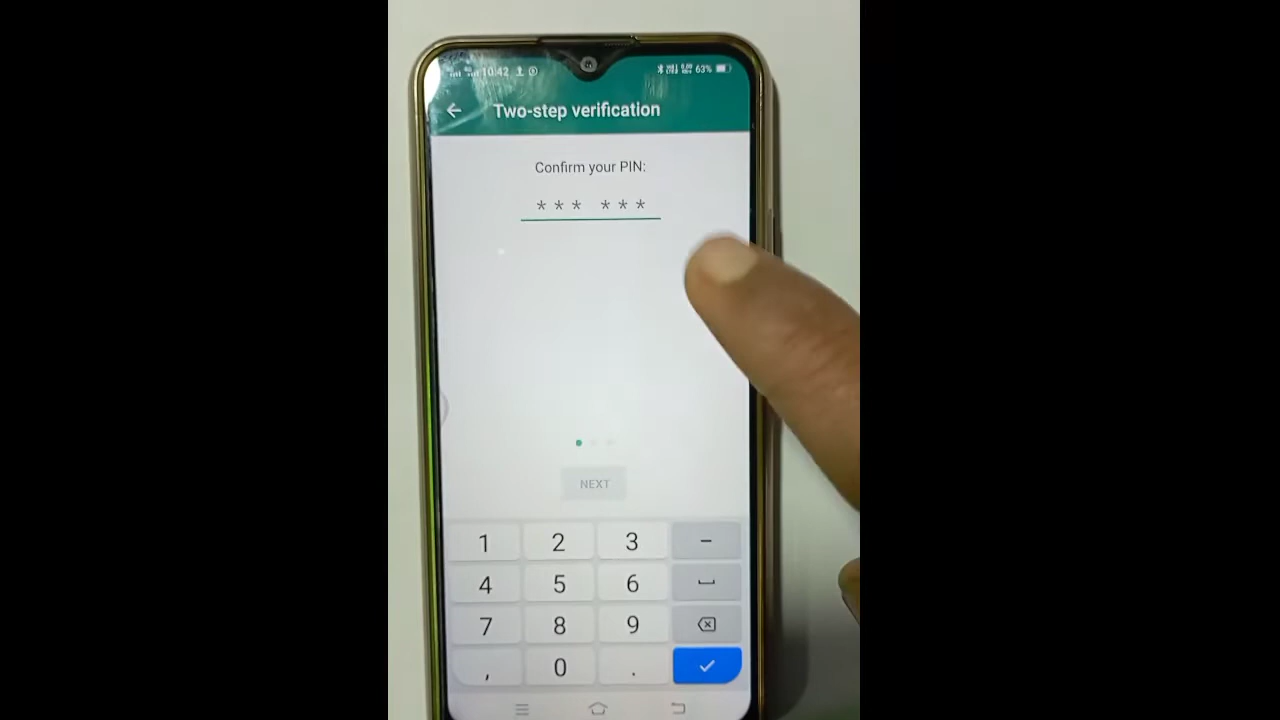 10:42
63%
Two-step verification
Confirm your PIN:
* * * * * *
NEXT
1 2 3 -
4 5 6
7 8 9
, 0 .